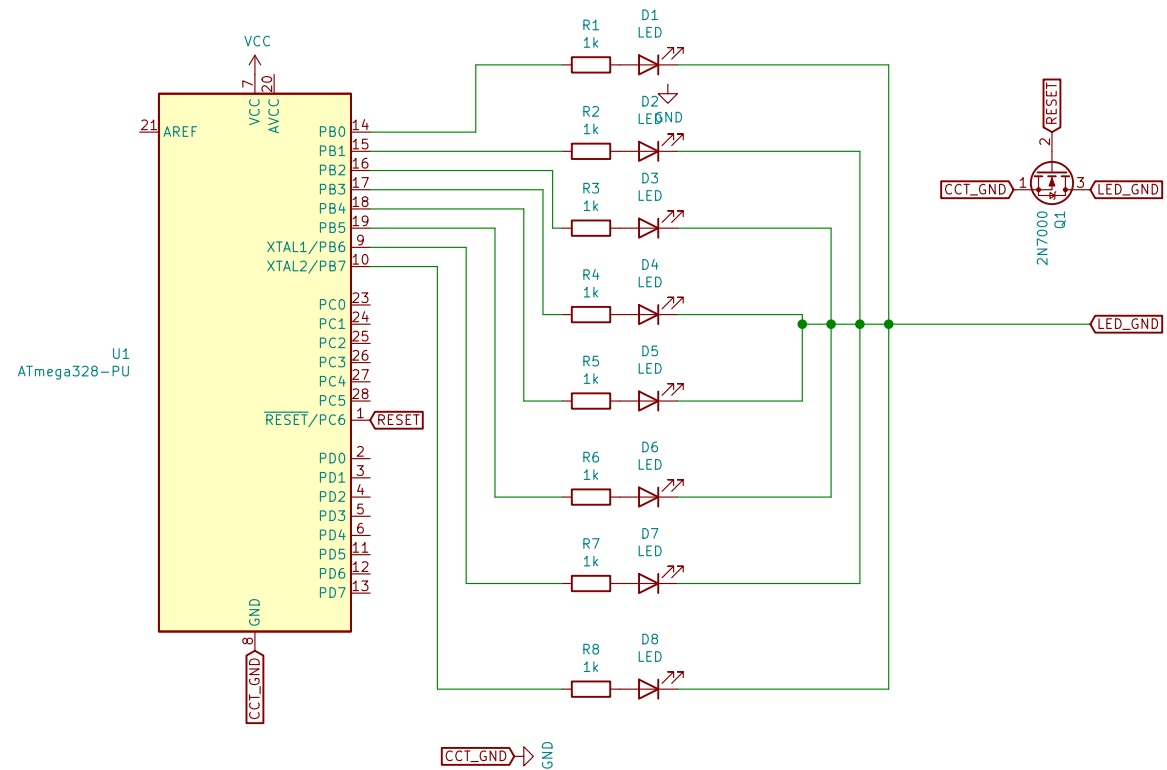 VCC
7
20
VCC
AVCC
21
AREF
PB0
14
PB1
15
PB2
16
PB3
17
PB4
18
PB5
19
XTAL1/PB6
9
XTAL2/PB7
10
PC0
23
PC1
24
PC2
25
PC3
26
PC4
27
PC5
28
RESET/PC6
1
RESET
PD0
2
PD1
3
PD2
4
PD3
5
PD4
6
PD5
11
PD6
12
PD7
13
U1
ATmega328-PU
GND
8
CCT_GND
R1
1k
D1
LED
GND
R2
1k
D2
LED
R3
1k
D3
LED
R4
1k
D4
LED
R5
1k
D5
LED
R6
1k
D6
LED
R7
1k
D7
LED
R8
1k
D8
LED
RESET
2
CCT_GND
1
3
LED_GND
2N7000
Q1
LED_GND
CCT_GND
GND